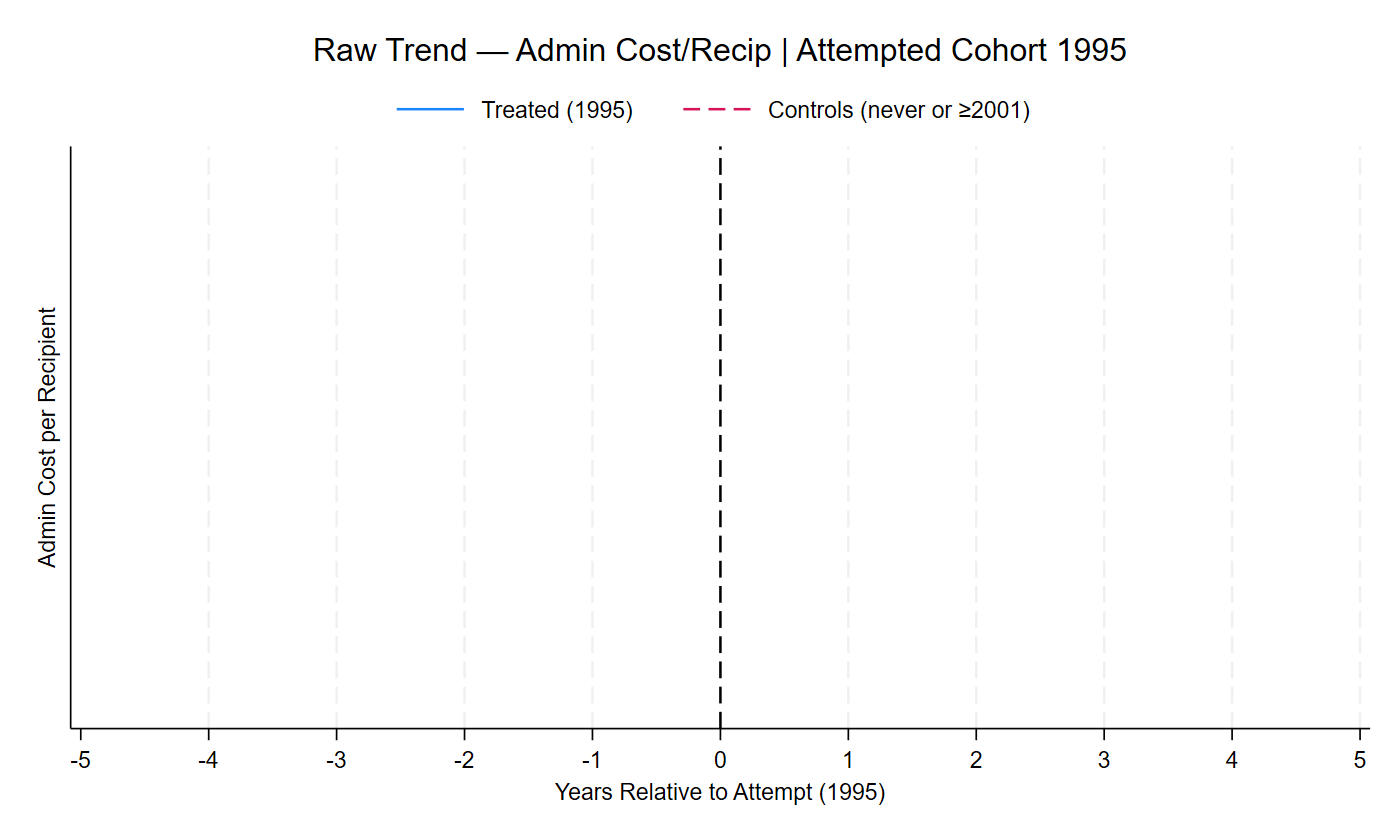 Raw Trend — Admin Cost/Recip | Attempted Cohort 1995
Treated (1995)
Controls (never or ≥2001)
Admin Cost per Recipient
-5 -4 -3 -2 -1 0 1 2 3 4 5
Years Relative to Attempt (1995)